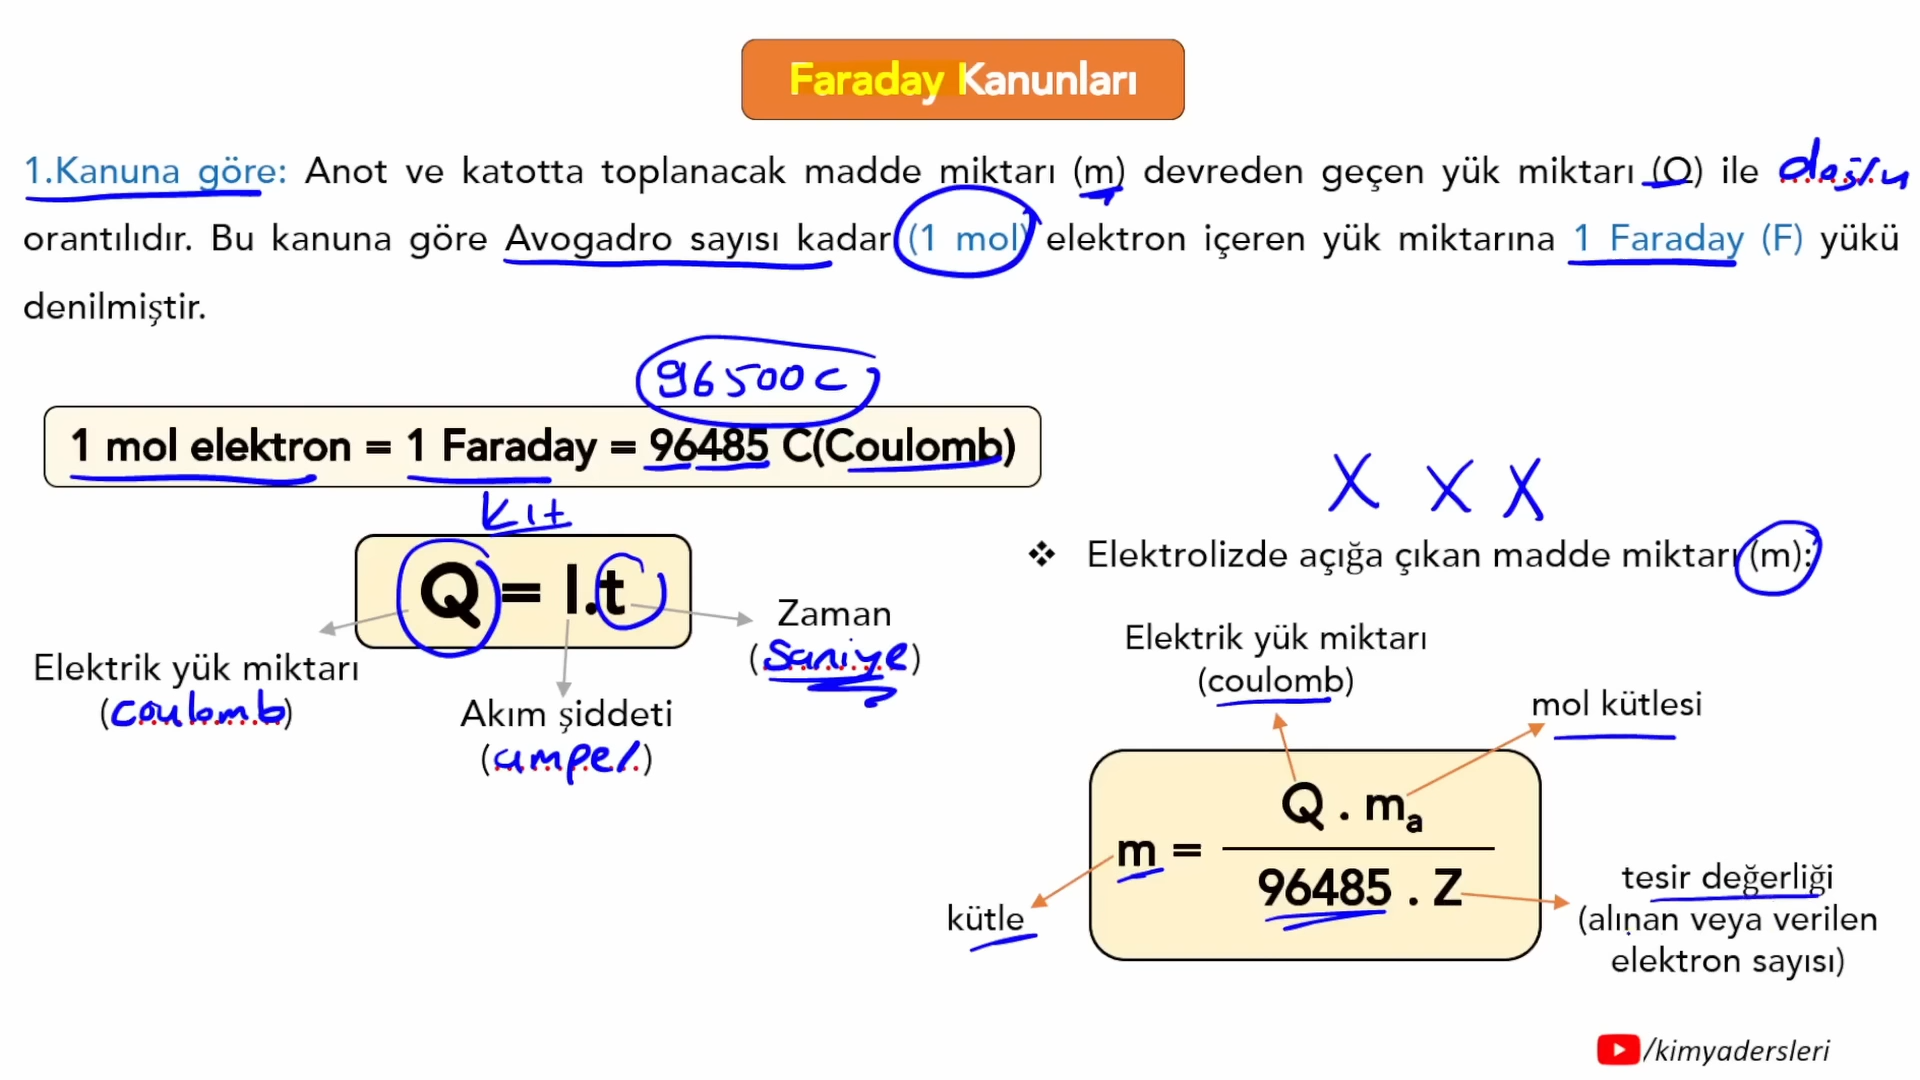 Faraday Kanunları
1.Kanuna göre: Anot ve katotta toplanacak madde miktarı (m) devreden geçen yük miktarı (Q) ile doğru
orantılıdır. Bu kanuna göre Avogadro sayısı kadar (1 mol) elektron içeren yük miktarına 1 Faraday (F) yükü
denilmiştir.
96500 C
1 mol elektron = 1 Faraday = 96485 C(Coulomb)
kıt
Q = I.t
Elektrik yük miktarı
(coulomb)
Akım şiddeti
(amper)
Zaman
(saniye)
X X X
❖ Elektrolizde açığa çıkan madde miktarı (m):
Elektrik yük miktarı
(coulomb)
mol kütlesi
m = Q . mₐ
96485 . Z
kütle
tesir değerliği
(alınan veya verilen
elektron sayısı)
/kimyadersleri